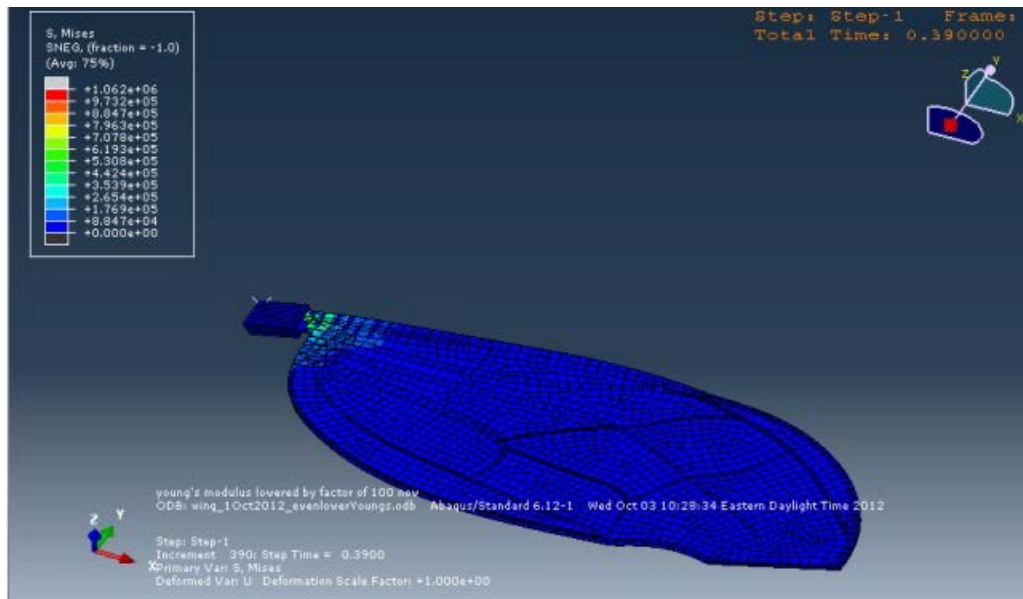 S, Mises
SNEG, (fraction = -1.0)
(Avg: 75%)
+1.062e+06
+9.732e+05
+8.847e+05
+7.963e+05
+7.078e+05
+6.193e+05
+5.308e+05
+4.424e+05
+3.539e+05
+2.654e+05
+1.769e+05
+8.847e+04
+0.000e+00
Step: Step-1 Frame:
Total Time: 0.390000
Y
Z
X
young's modulus lowered by factor of 100 now
ODB: wing_1Oct2012_evenlowerYoungs.odb Abaqus/Standard 6.12-1 Wed Oct 03 10:28:34 Eastern Daylight Time 2012
Z Y
X
Step: Step-1
Increment 390: Step Time = 0.3900
Primary Var: S, Mises
Deformed Var: U Deformation Scale Factor: +1.000e+00